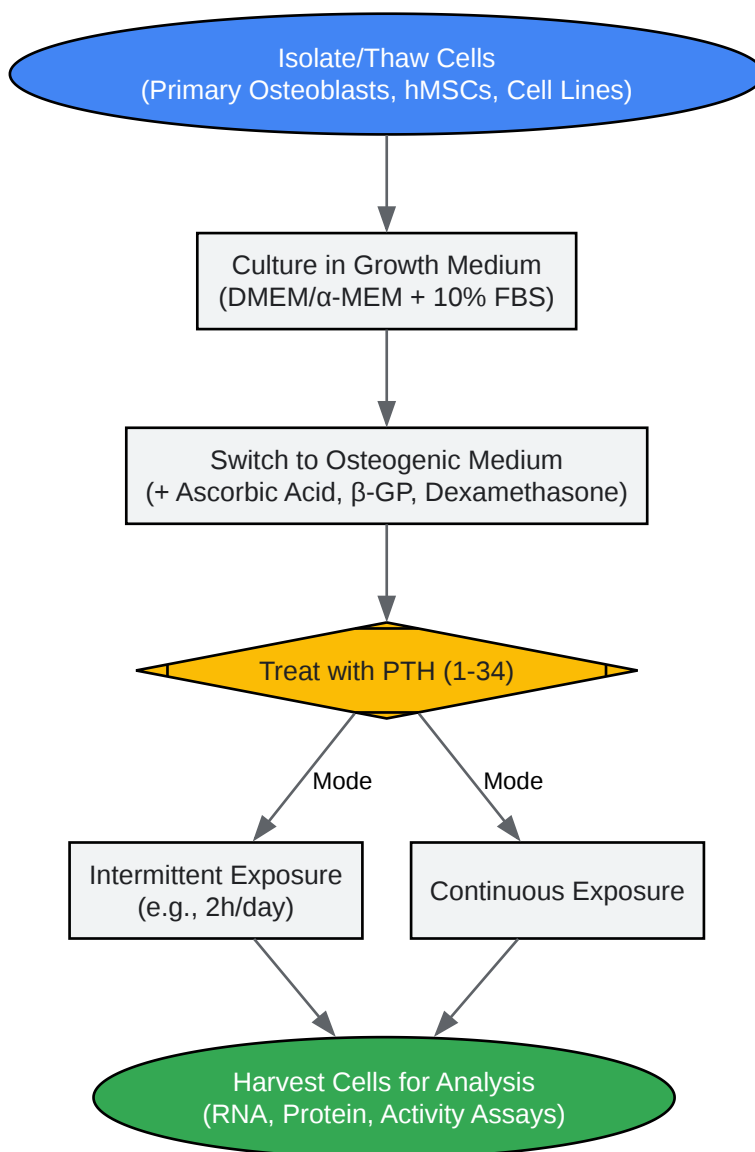 Isolate/Thaw Cells
(Primary Osteoblasts, hMSCs, Cell Lines)
Culture in Growth Medium
(DMEM/α-MEM + 10% FBS)
Switch to Osteogenic Medium
(+ Ascorbic Acid, β-GP, Dexamethasone)
Treat with PTH (1-34)
Mode
Mode
Intermittent Exposure
(e.g., 2h/day)
Continuous Exposure
Harvest Cells for Analysis
(RNA, Protein, Activity Assays)